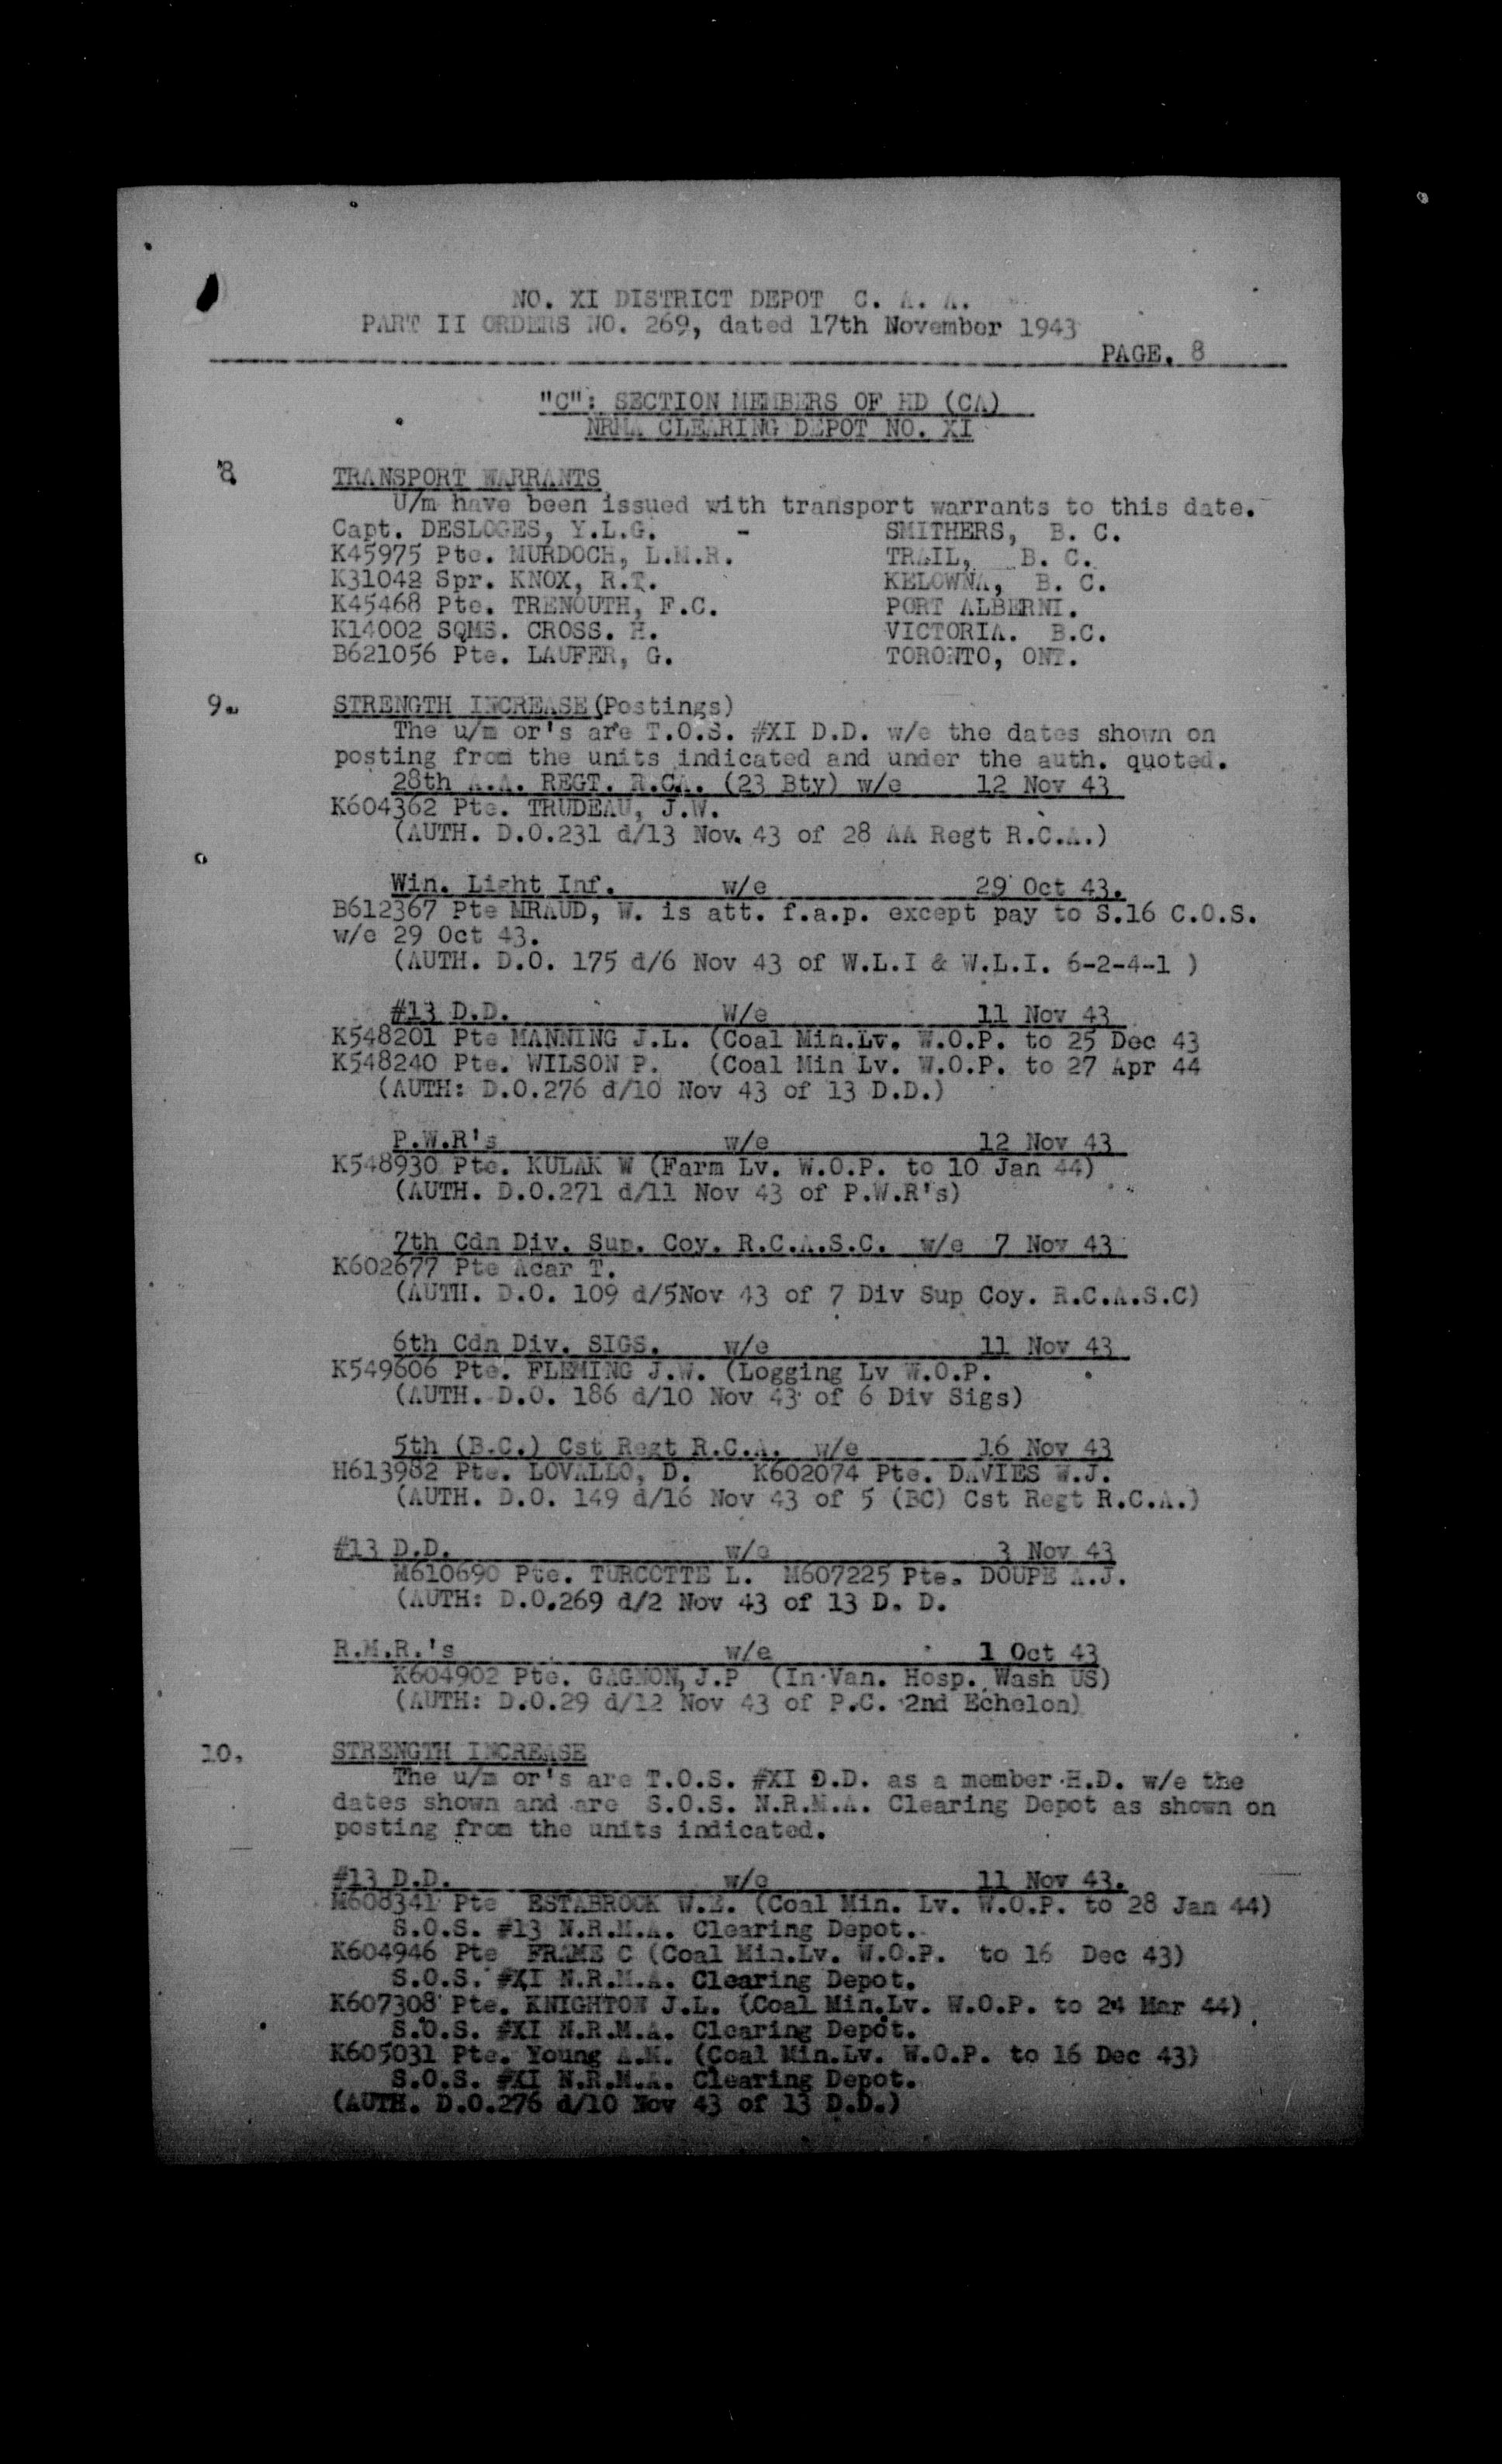 NO. XI DISTRICT DEPOT C. A. A.
PART II ORDERS NO. 269, dated 17th November 1943
PAGE. 8
"C": SECTION MEMBERS OF HD (CA)
NRMA CLEARING DEPOT NO. XI
8. TRANSPORT WARRANTS
U/m have been issued with transport warrants to this date.
Capt. DESLOGES, Y.L.G. - SMITHERS, B. C.
K45975 Pte. MURDOCH, L.M.R. TRAIL, B. C.
K31042 Spr. KNOX, R.T. KELOWNA, B. C.
K45468 Pte. TRENOUTH, F.C. PORT ALBERNI.
K14002 SQMS. CROSS. H. VICTORIA. B.C.
B621056 Pte. LAUFER, G. TORONTO, ONT.
9. STRENGTH INCREASE (Postings)
The u/m or's are T.O.S. #XI D.D. w/e the dates shown on
posting from the units indicated and under the auth. quoted.
28th A.A. REGT. R.CA. (23 Bty) w/e 12 Nov 43
K604362 Pte. TRUDEAU, J.W.
(AUTH. D.O.231 d/13 Nov. 43 of 28 AA Regt R.C.A.)
Win. Light Inf. w/e 29 Oct 43.
B612367 Pte MRAUD, W. is att. f.a.p. except pay to S.16 C.O.S.
w/e 29 Oct 43.
(AUTH. D.O. 175 d/6 Nov 43 of W.L.I & W.L.I. 6-2-4-1 )
#13 D.D. W/e 11 Nov 43
K548201 Pte MANNING J.L. (Coal Min.Lv. W.O.P. to 25 Dec 43
K548240 Pte. WILSON P. (Coal Min Lv. W.O.P. to 27 Apr 44
(AUTH: D.O.276 d/10 Nov 43 of 13 D.D.)
P.W.R's w/e 12 Nov 43
K548930 Pte. KULAK W (Farm Lv. W.O.P. to 10 Jan 44)
(AUTH. D.O.271 d/11 Nov 43 of P.W.R's)
7th Cdn Div. Sup. Coy. R.C.A.S.C. w/e 7 Nov 43
K602677 Pte Acar T.
(AUTH. D.O. 109 d/5Nov 43 of 7 Div Sup Coy. R.C.A.S.C)
6th Cdn Div. SIGS. w/e 11 Nov 43
K549606 Pte. FLEMING J.W. (Logging Lv W.O.P.
(AUTH. D.O. 186 d/10 Nov 43 of 6 Div Sigs)
5th (B.C.) Cst Regt R.C.A. w/e 16 Nov 43
H613982 Pte. LOVALLO, D. K602074 Pte. DAVIES W.J.
(AUTH. D.O. 149 d/16 Nov 43 of 5 (BC) Cst Regt R.C.A.)
#13 D.D. w/e 3 Nov 43
M610690 Pte. TURCOTTE L. M607225 Pte. DOUPE A.J.
(AUTH: D.O.269 d/2 Nov 43 of 13 D. D.
R.M.R.'s w/e 1 Oct 43
K604902 Pte. GAGNON, J.P (In Van. Hosp. Wash US)
(AUTH: D.O.29 d/12 Nov 43 of P.C. 2nd Echelon)
10. STRENGTH INCREASE
The u/m or's are T.O.S. #XI D.D. as a member H.D. w/e the
dates shown and are S.O.S. N.R.M.A. Clearing Depot as shown on
posting from the units indicated.
#13 D.D. w/e 11 Nov 43.
M608341 Pte ESTABROOK W.E. (Coal Min. Lv. W.O.P. to 28 Jan 44)
S.O.S. #13 N.R.M.A. Clearing Depot.
K604946 Pte FRAME C (Coal Min.Lv. W.O.P. to 16 Dec 43)
S.O.S. #XI N.R.M.A. Clearing Depot.
K607308 Pte. KNIGHTON J.L. (Coal Min.Lv. W.O.P. to 24 Mar 44)
S.O.S. #XI N.R.M.A. Clearing Depot.
K605031 Pte. Young A.M. (Coal Min.Lv. W.O.P. to 16 Dec 43)
S.O.S. #XI N.R.M.A. Clearing Depot.
(AUTH. D.O.276 d/10 Nov 43 of 13 D.D.)